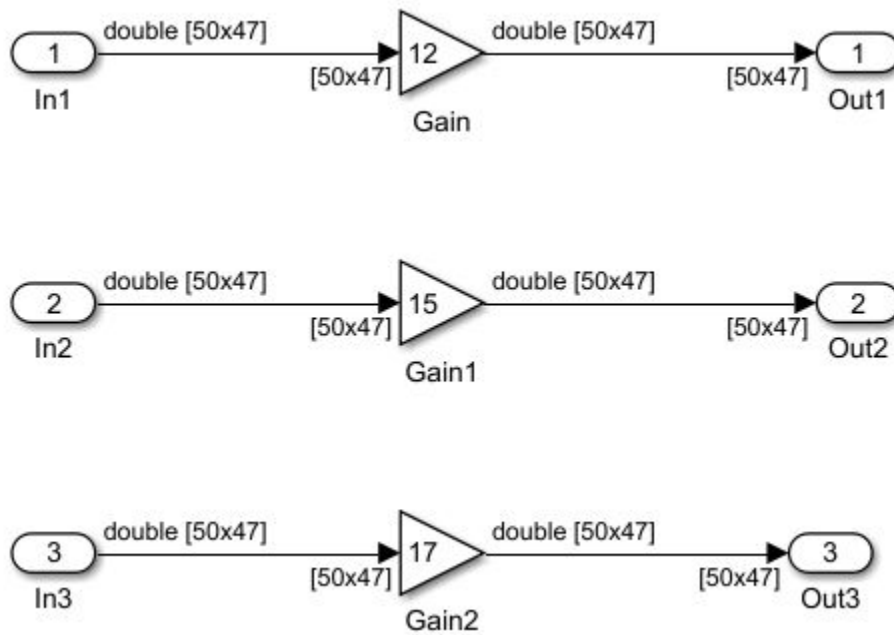 double [50x47]
double [50x47]
1
12
1
[50x47]
[50x47]
In1
Gain
Out1
double [50x47]
double [50x47]
2
15
2
[50x47]
[50x47]
In2
Gain1
Out2
double [50x47]
double [50x47]
3
17
3
[50x47]
[50x47]
In3
Gain2
Out3